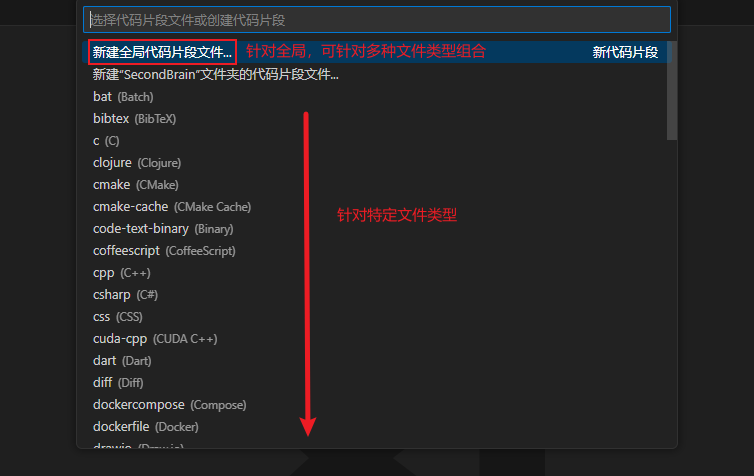 选择代码片段文件或创建代码片段
新建全局代码片段文件... 针对全局，可针对多种文件类型组合 新代码片段
新建“SecondBrain”文件夹的代码片段文件...
bat (Batch)
bibtex (BibTeX)
c (C)
clojure (Clojure)
cmake (CMake)
cmake-cache (CMake Cache)
针对特定文件类型
code-text-binary (Binary)
coffeescript (CoffeeScript)
cpp (C++)
csharp (C#)
css (CSS)
cuda-cpp (CUDA C++)
dart (Dart)
diff (Diff)
dockercompose (Compose)
dockerfile (Docker)
drawio (Draw.io)